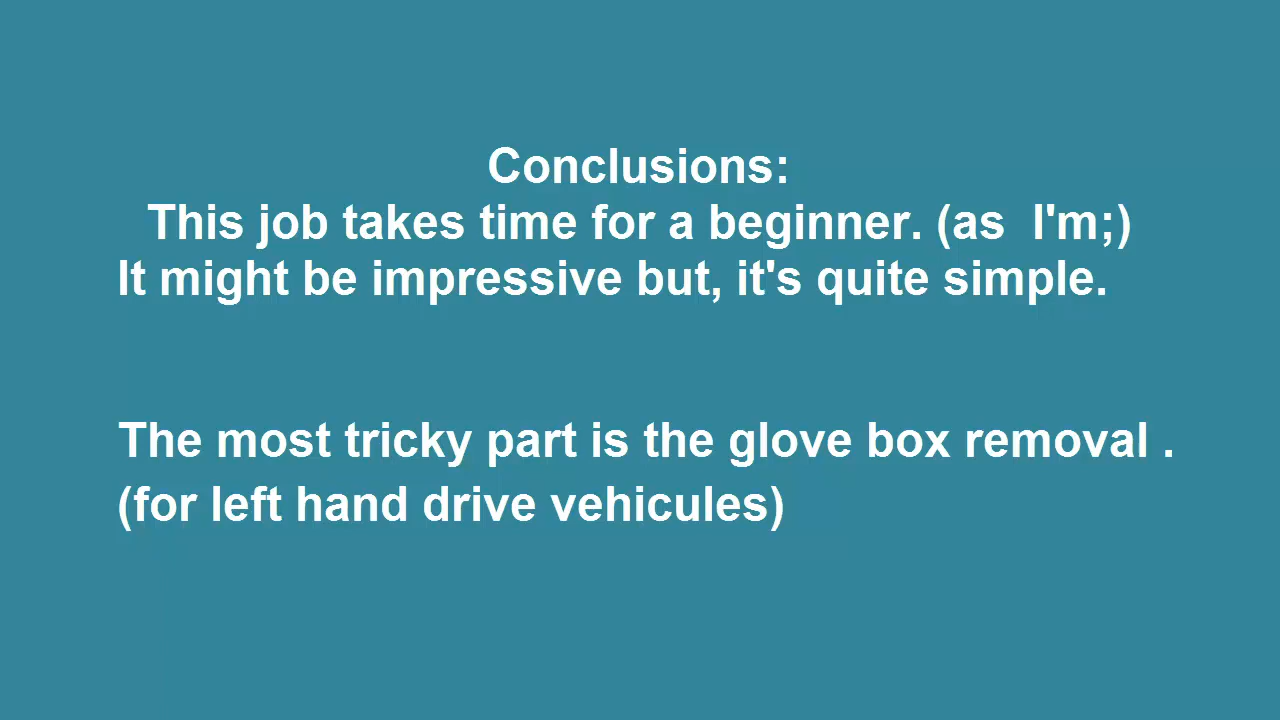 Conclusions:
This job takes time for a beginner. (as  I'm;)
It might be impressive but, it's quite simple.
The most tricky part is the glove box removal .
(for left hand drive vehicules)